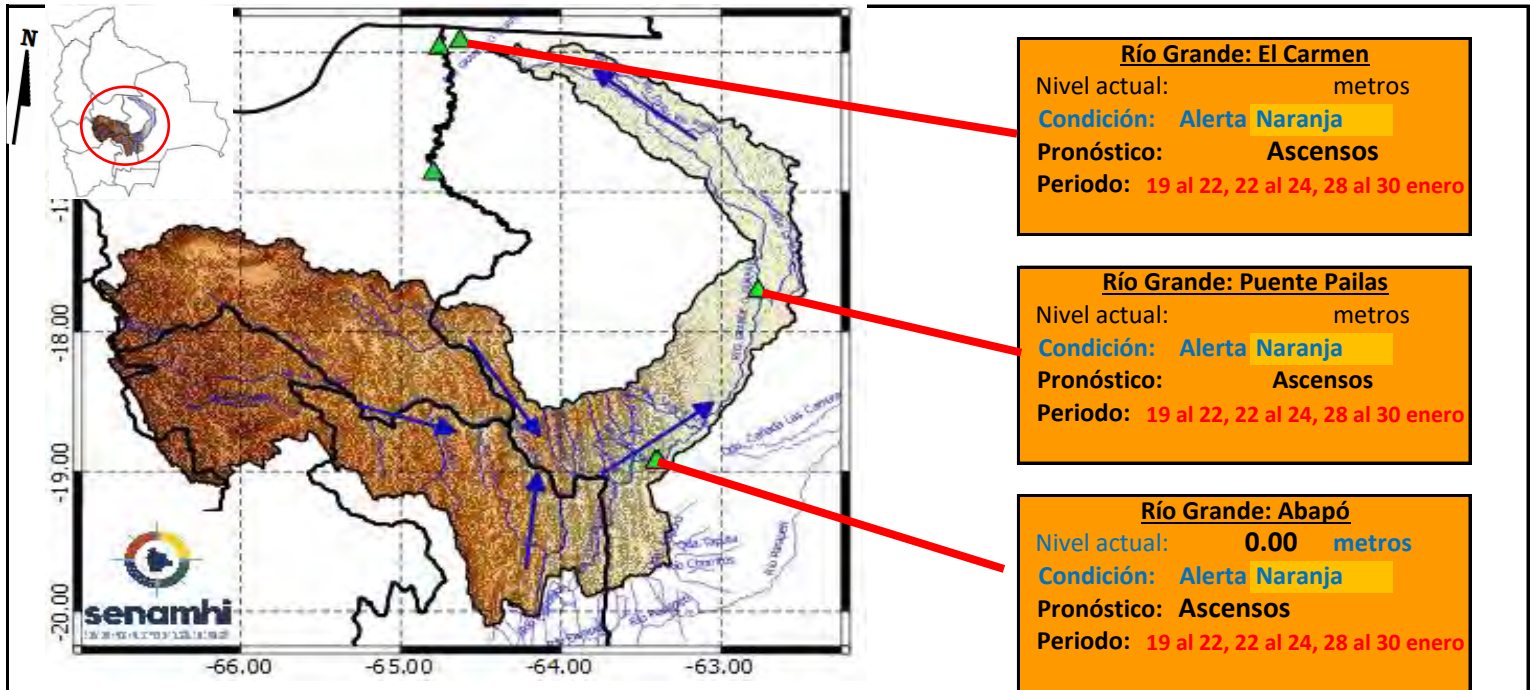 N
Río Grande: El Carmen
Nivel actual: metros
Condición: Alerta Naranja
Pronóstico: Ascensos
Periodo: 19 al 22, 22 al 24, 28 al 30 enero
Río Grande: Puente Pailas
Nivel actual: metros
Condición: Alerta Naranja
Pronóstico: Ascensos
Periodo: 19 al 22, 22 al 24, 28 al 30 enero
Río Grande: Abapó
Nivel actual: 0.00 metros
Condición: Alerta Naranja
Pronóstico: Ascensos
Periodo: 19 al 22, 22 al 24, 28 al 30 enero
-18.00
-19.00
-20.00
-66.00
-65.00
-64.00
-63.00
Qda. Cañada Las
senamhi